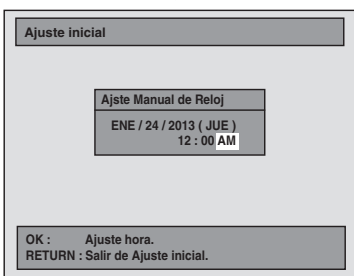 Ajuste inicial
Ajste Manual de Reloj
ENE / 24 / 2013 ( JUE )
12 : 00 AM
OK : Ajuste hora.
RETURN : Salir de Ajuste inicial.